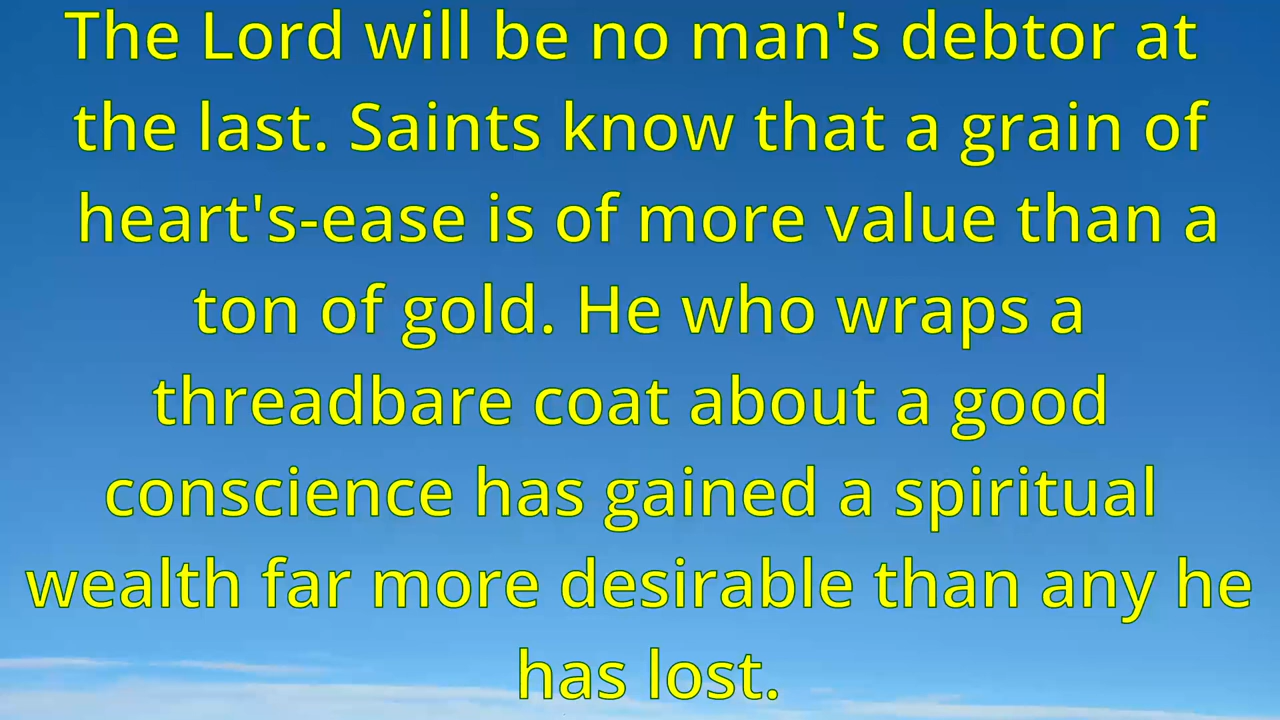 The Lord will be no man's debtor at
the last. Saints know that a grain of
heart's-ease is of more value than a
ton of gold. He who wraps a
threadbare coat about a good
conscience has gained a spiritual
wealth far more desirable than any he
has lost.